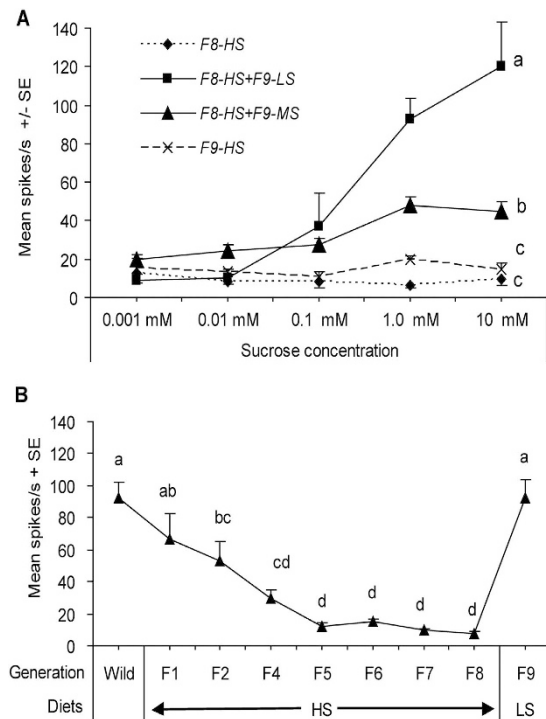 A
F8-HS
F8-HS+F9-LS
F8-HS+F9-MS
F9-HS
Mean spikes/s +/- SE
140
120
100
80
60
40
20
0
a
b
c
c
0.001 mM 0.01 mM 0.1 mM 1.0 mM 10 mM
Sucrose concentration
B
Mean spikes/s + SE
140
120
100
80
60
40
20
0
a ab bc cd d d d d a
Generation Wild F1 F2 F4 F5 F6 F7 F8 F9
Diets HS LS